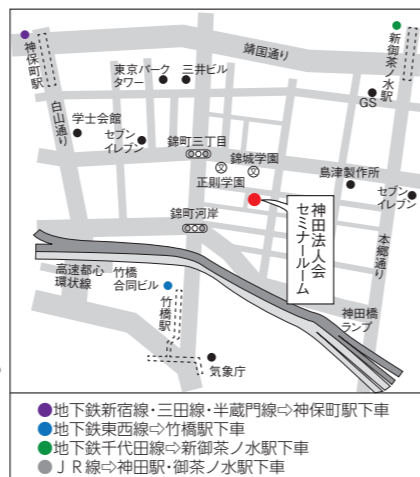 神保町駅
靖国通り
新御茶ノ水駅
東京パーク
タワー
三井ビル
白山通り
学士会館
セブン
イレブン
GS
錦町三丁目
錦城学園
正則学園
島津製作所
セブン
イレブン
錦町河岸
神田法人会
セミナールーム
本郷通り
高速都心
環状線
竹橋
合同ビル
竹橋駅
神田橋
ランプ
気象庁
●地下鉄新宿線・三田線・半蔵門線⇨神保町駅下車
●地下鉄東西線⇨竹橋駅下車
●地下鉄千代田線⇨新御茶ノ水駅下車
●ＪＲ線⇨神田駅・御茶ノ水駅下車